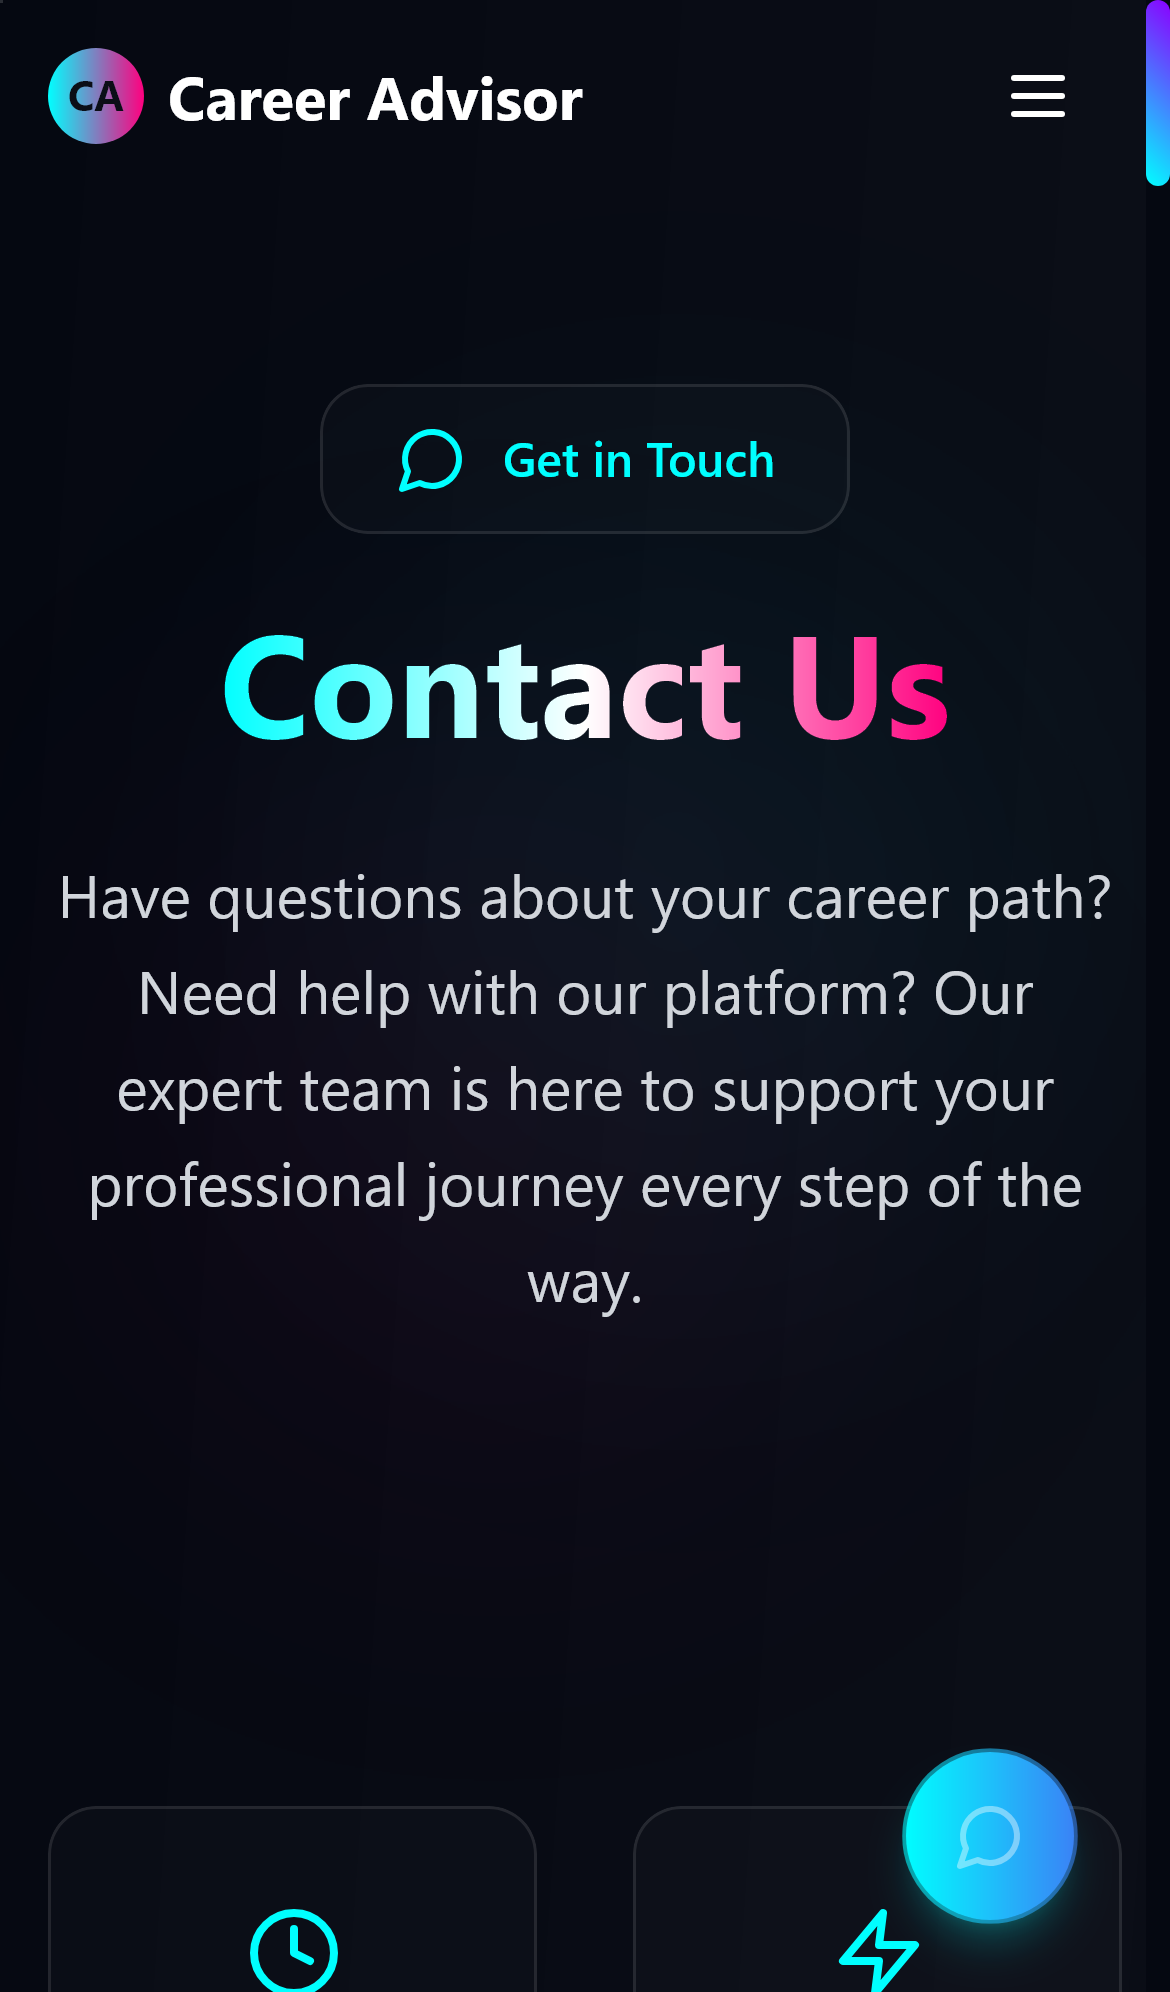 CA Career Advisor
Get in Touch
Contact Us
Have questions about your career path?
Need help with our platform? Our
expert team is here to support your
professional journey every step of the
way.